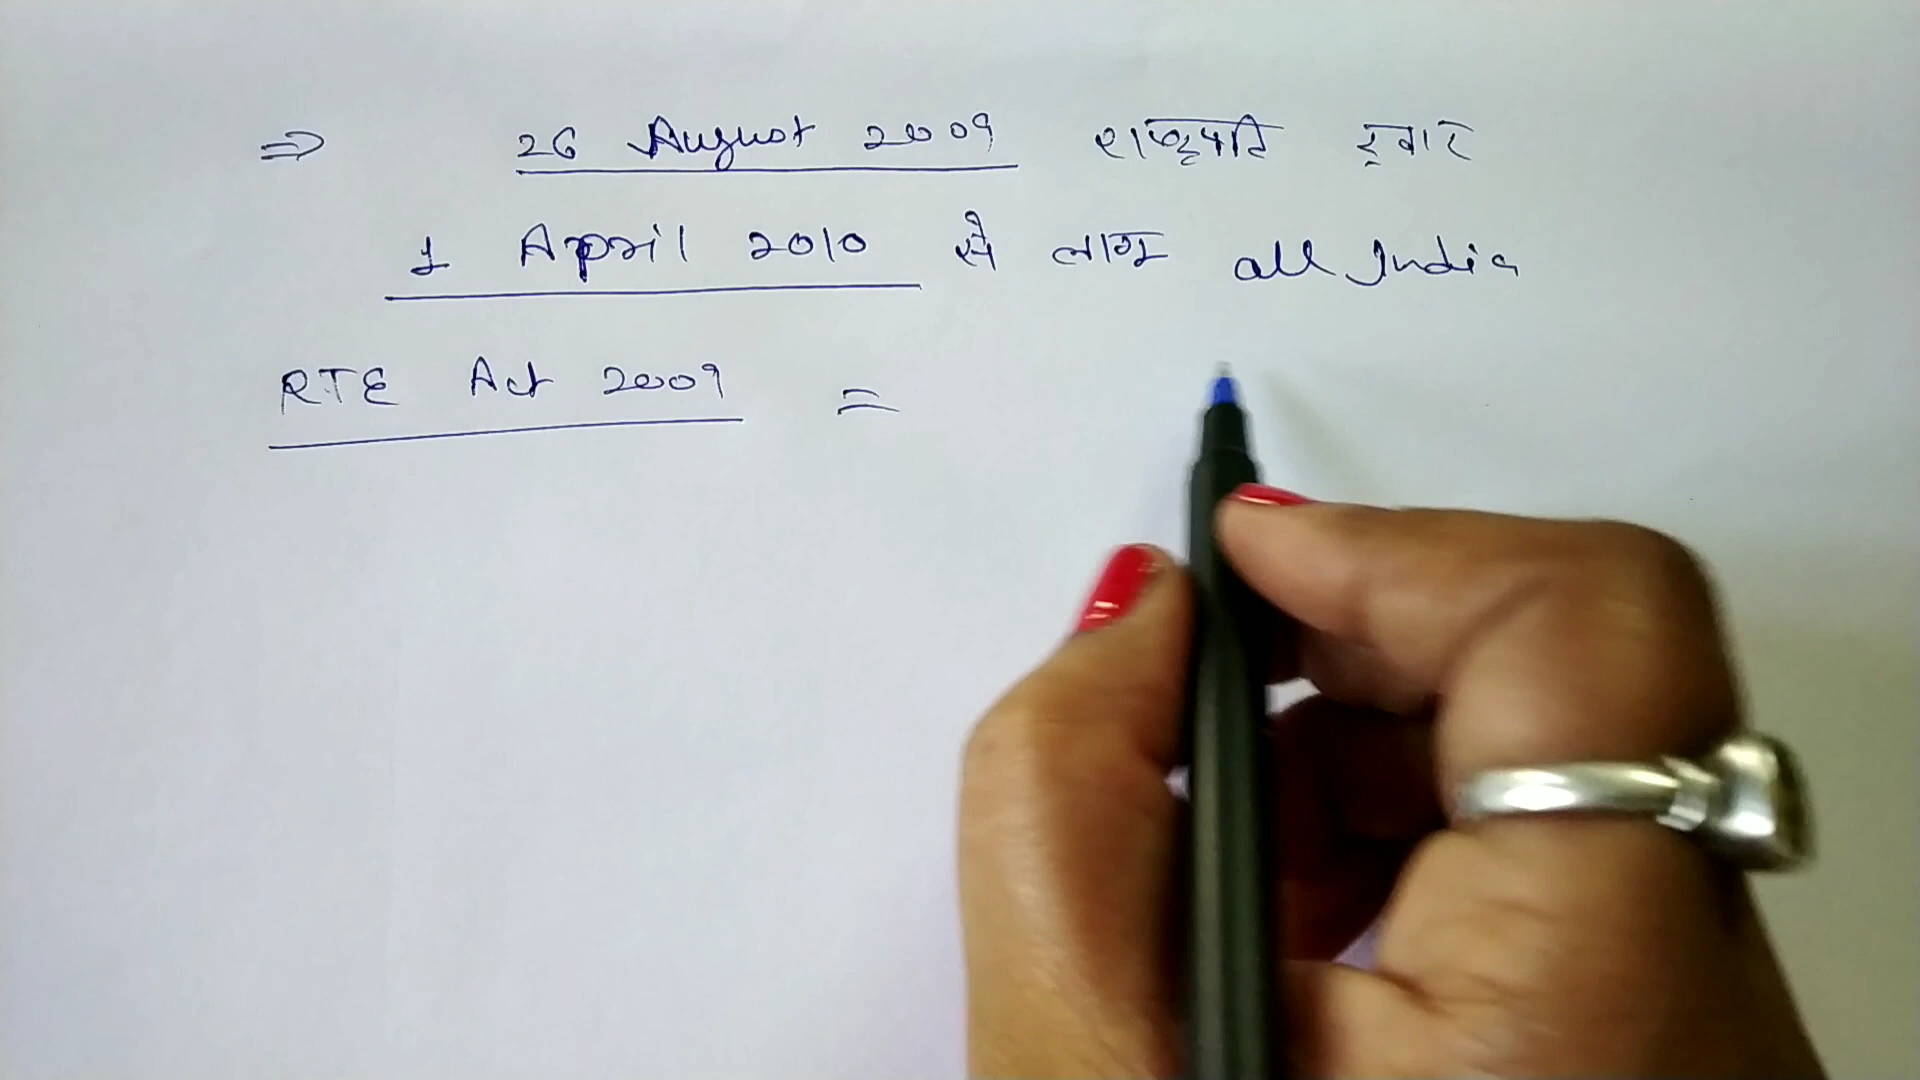 ⇒ 26 August 2009 राष्ट्रपति द्वारा
1 April 2010 से लागू all India
RTE Act 2009 =